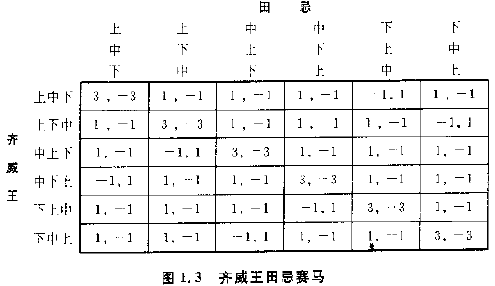 田忌
上 上 中 中 下 下
中 下 上 下 上 中
下 中 下 上 中 上
齐威王
上中下 3, -3 1, -1 1, -1 1, -1 -1, 1 1, -1
上下中 1, -1 3, -3 1, -1 1, -1 1, -1 -1, 1
中上下 1, -1 -1, 1 3, -3 1, -1 1, -1 1, -1
中下上 -1, 1 1, -1 1, -1 3, -3 1, -1 1, -1
下上中 1, -1 1, -1 1, -1 -1, 1 3, -3 1, -1
下中上 1, -1 1, -1 -1, 1 1, -1 1, -1 3, -3
图 1.3 齐威王田忌赛马